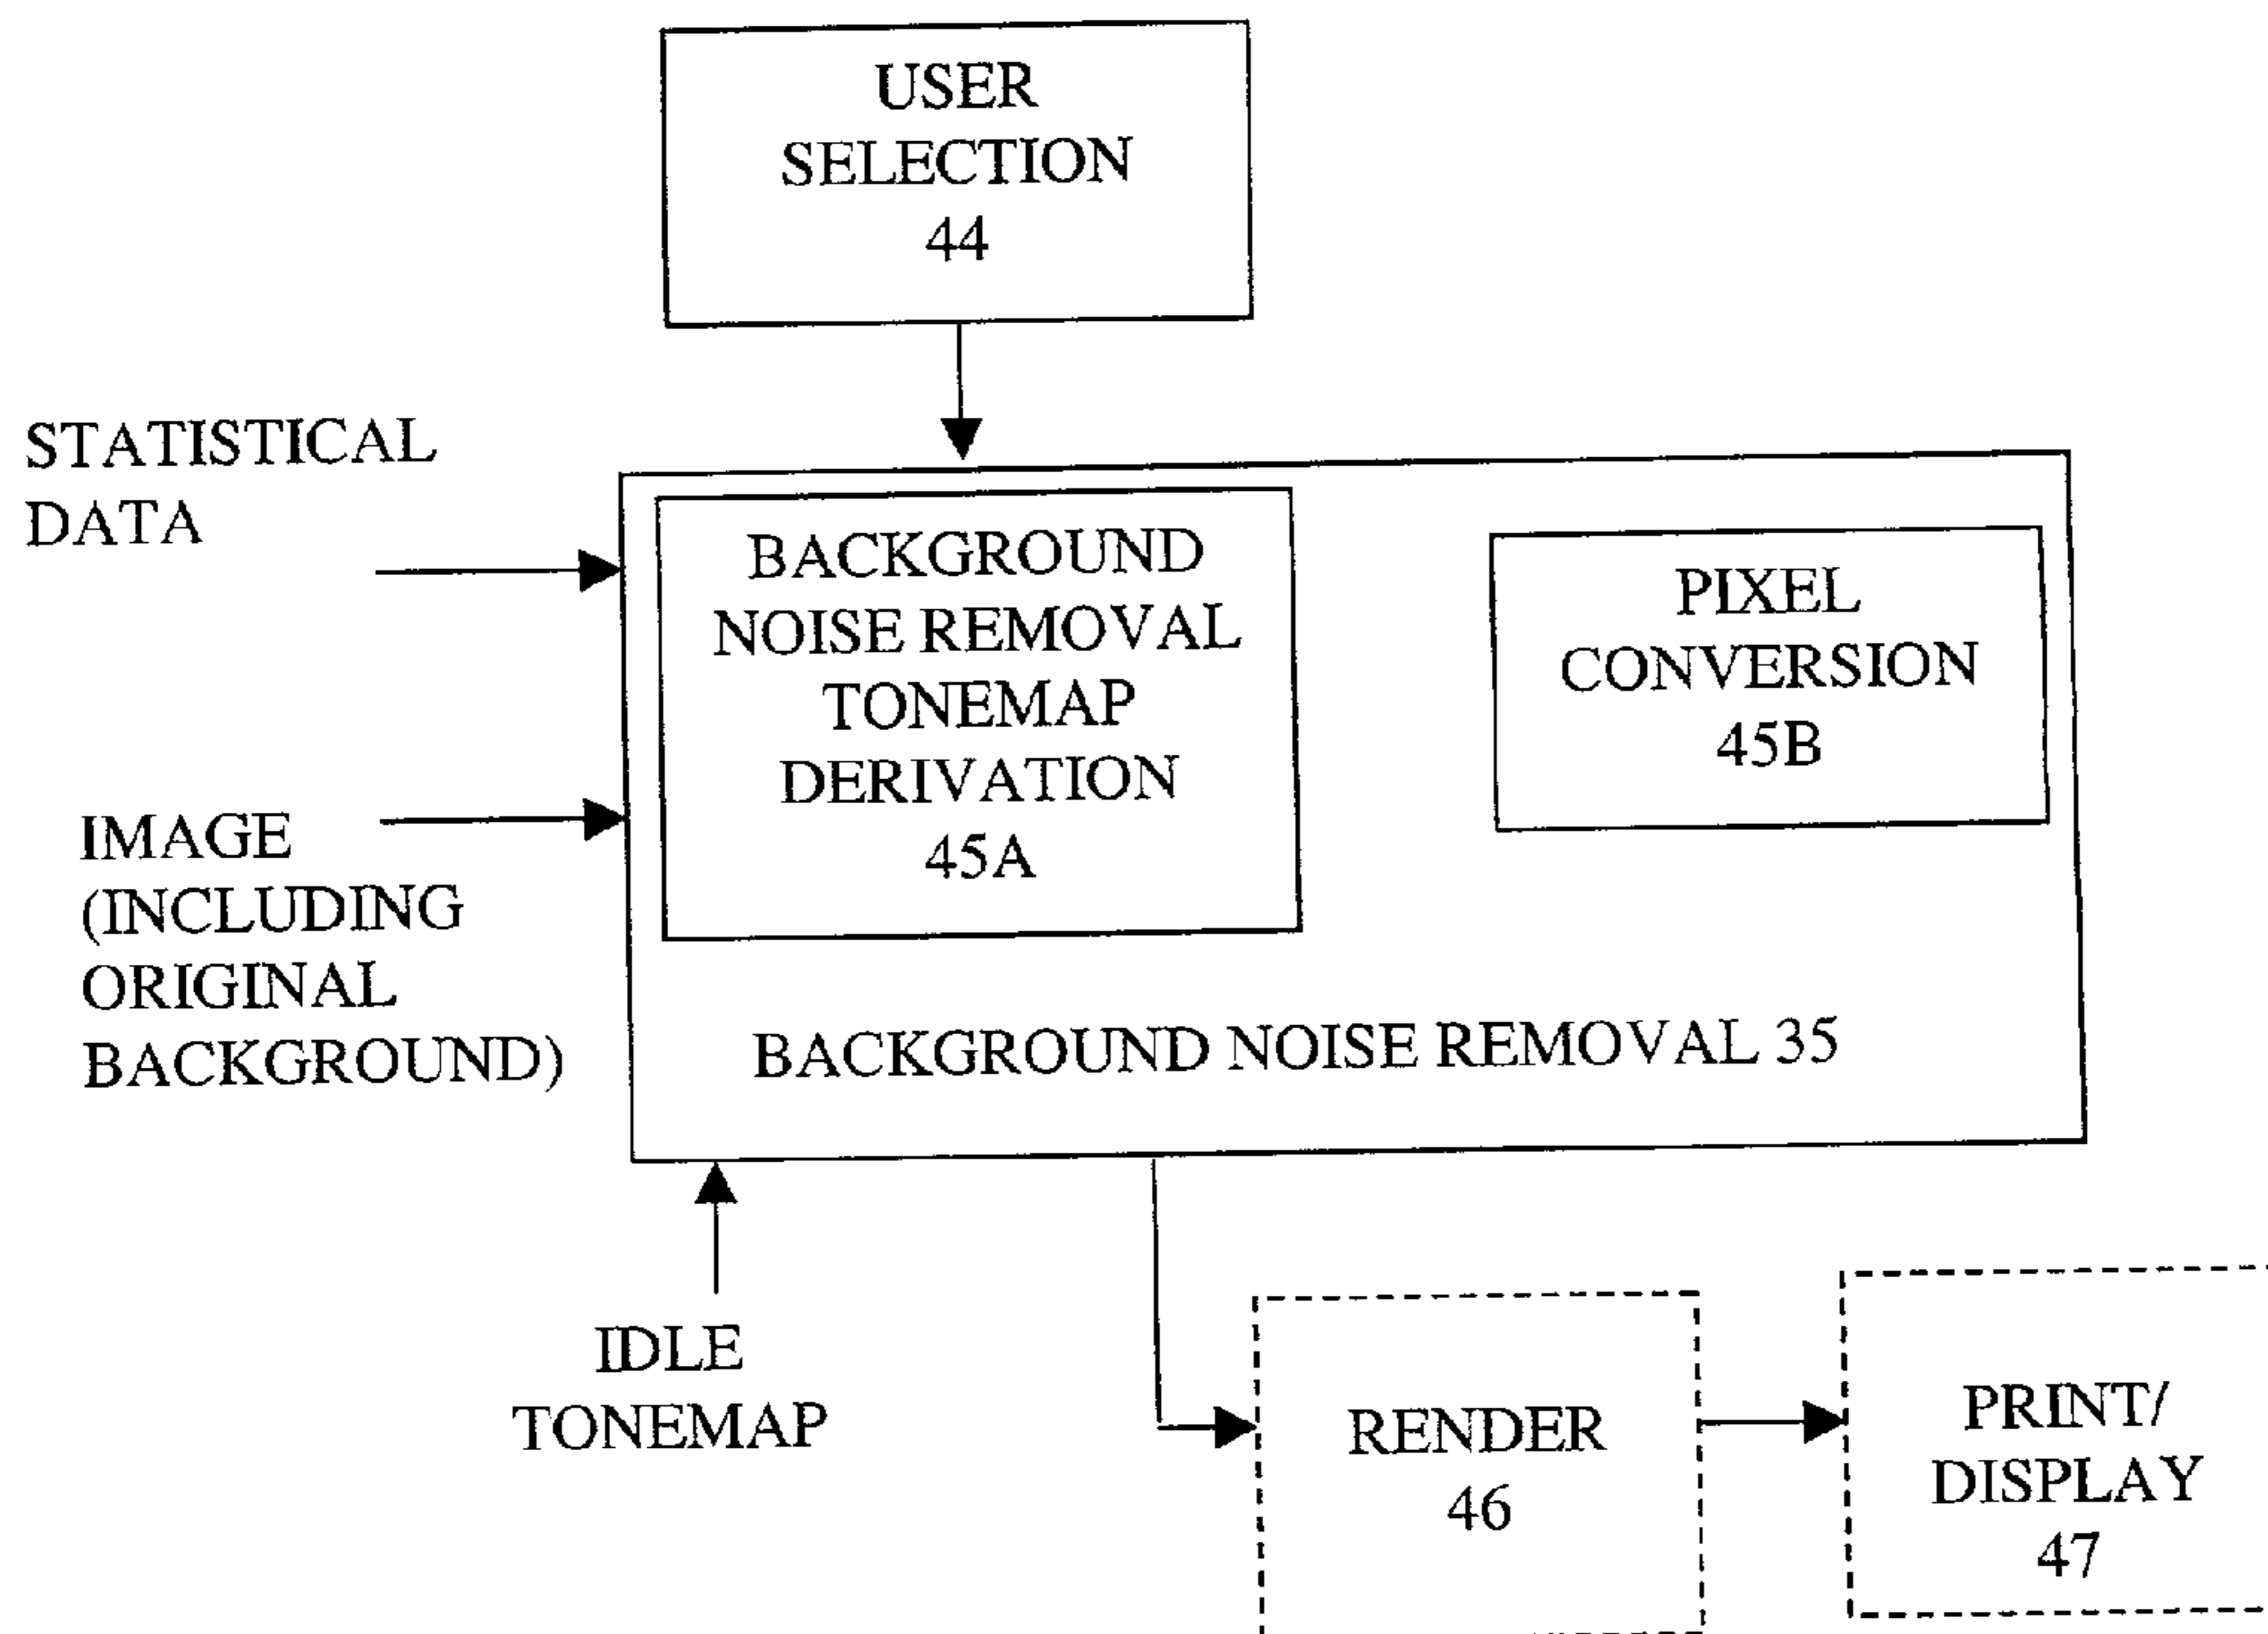 USER
SELECTION
44
STATISTICAL
DATA
BACKGROUND
NOISE REMOVAL
TONEMAP
DERIVATION
45A
PIXEL
CONVERSION
45B
IMAGE
(INCLUDING
ORIGINAL
BACKGROUND)
BACKGROUND NOISE REMOVAL 35
IDLE
TONEMAP
RENDER
46
PRINT/
DISPLAY
47